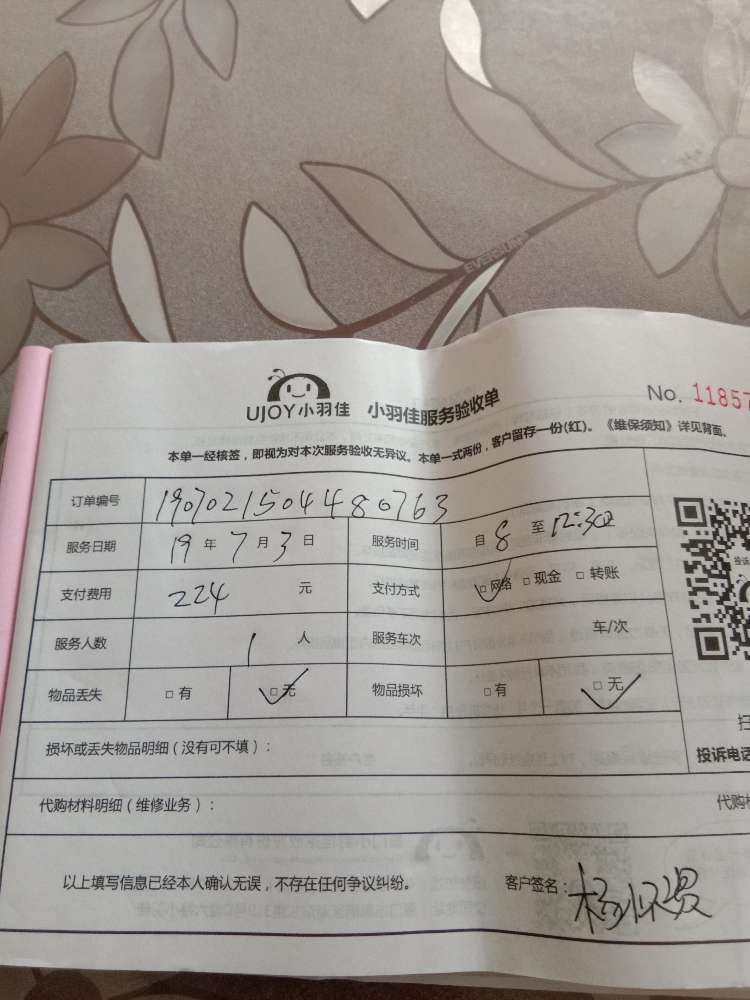 EVERSUNP
UJOY小羽佳 小羽佳服务验收单 No. 11857
本单一经核签，即视为对本次服务验收无异议。本单一式两份，客户留存一份(红)。《维保须知》详见背面。
订单编号 190702150448 0763
服务日期 19 年 7 月 3 日 服务时间 自 8 至 12:30
支付费用 224 元 支付方式 □网络 □现金 □转账
服务人数 1 人 服务车次 车/次
物品丢失 □有 □无 物品损坏 □有 □无
扫
损坏或丢失物品明细（没有可不填）： 投诉电话
代购材料明细（维修业务）： 代购
以上填写信息已经本人确认无误，不存在任何争议纠纷。 客户签名：杨